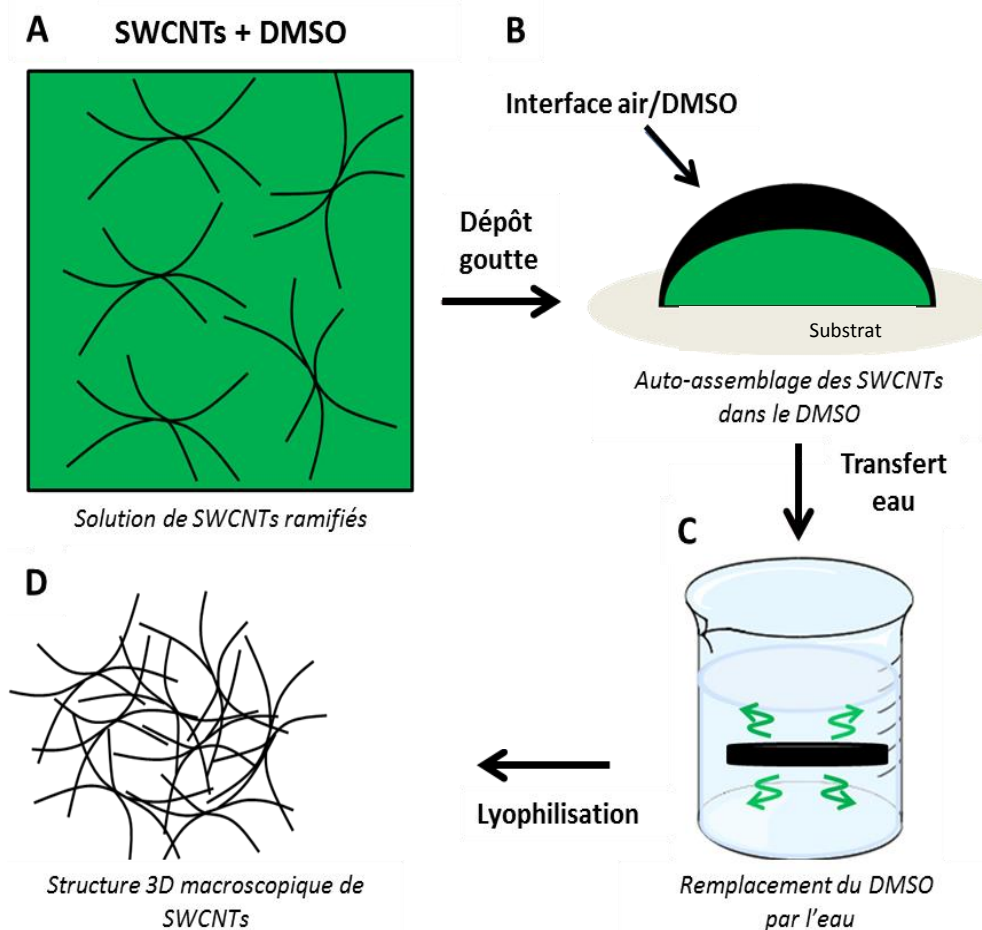 A
SWCNTs + DMSO
Solution de SWCNTs ramifiés
Dépôt
goutte
B
Interface air/DMSO
Substrat
Auto-assemblage des SWCNTs
dans le DMSO
Transfert
eau
C
Remplacement du DMSO
par l'eau
Lyophilisation
D
Structure 3D macroscopique de
SWCNTs